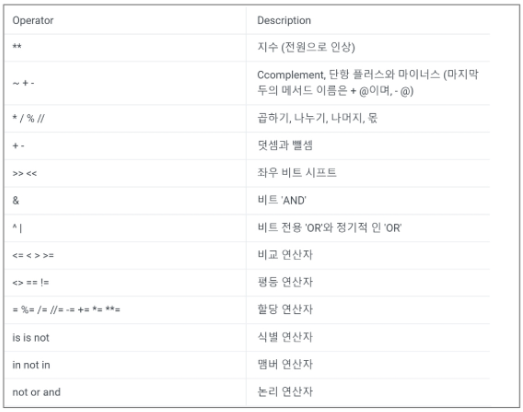 Operator Description
** 지수 (전원으로 인상)
~ + - Ccomplement, 단항 플러스와 마이너스 (마지막
두의 메서드 이름은 + @이며, - @)
* / % // 곱하기, 나누기, 나머지, 몫
+ - 덧셈과 뺄셈
>> << 좌우 비트 시프트
& 비트 'AND'
^ | 비트 전용 'OR'와 정기적 인 'OR'
<= < > >= 비교 연산자
<> == != 평등 연산자
= %= /= //= -= += *= **= 할당 연산자
is is not 식별 연산자
in not in 맴버 연산자
not or and 논리 연산자